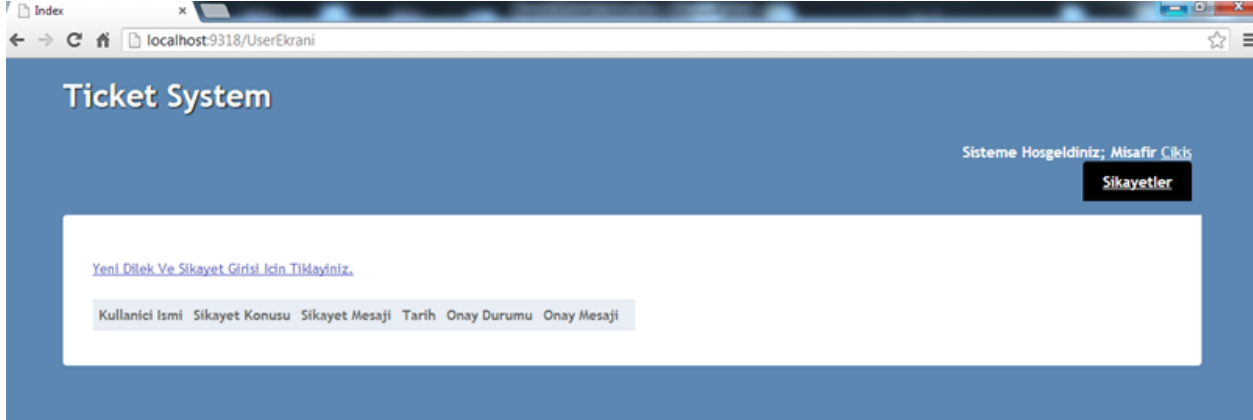 Index
localhost:9318/UserEkrani
Ticket System
Sisteme Hosgeldiniz; Misafir Cikis
Sikayetler
Yeni Dilek Ve Sikayet Girisi Icin Tiklayiniz.
Kullanici Ismi Sikayet Konusu Sikayet Mesaji Tarih Onay Durumu Onay Mesaji